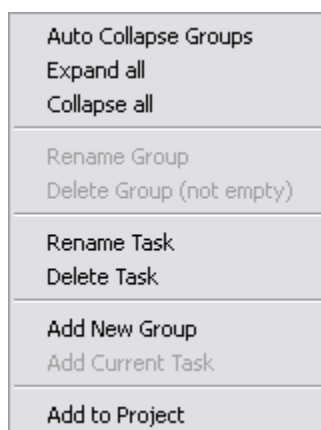 Auto Collapse Groups
Expand all
Collapse all
Rename Group
Delete Group (not empty)
Rename Task
Delete Task
Add New Group
Add Current Task
Add to Project